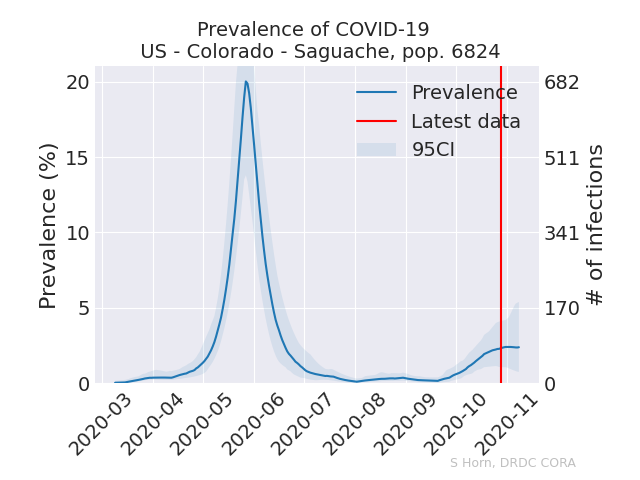 Prevalence of COVID-19
US - Colorado - Saguache, pop. 6824
Prevalence
Latest data
95CI
Prevalence (%)
20
15
10
5
0
682
511
341
170
0
# of infections
2020-03
2020-04
2020-05
2020-06
2020-07
2020-08
2020-09
2020-10
2020-11
S Horn, DRDC CORA